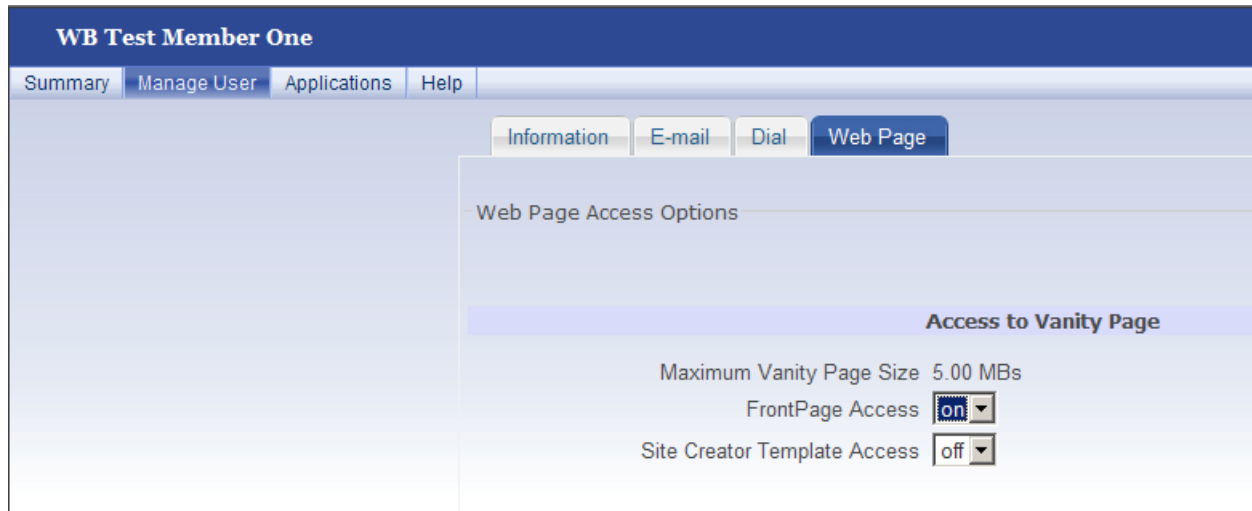 WB Test Member One
Summary Manage User Applications Help
Information E-mail Dial Web Page
Web Page Access Options
Access to Vanity Page
Maximum Vanity Page Size 5.00 MBs
FrontPage Access on
Site Creator Template Access off